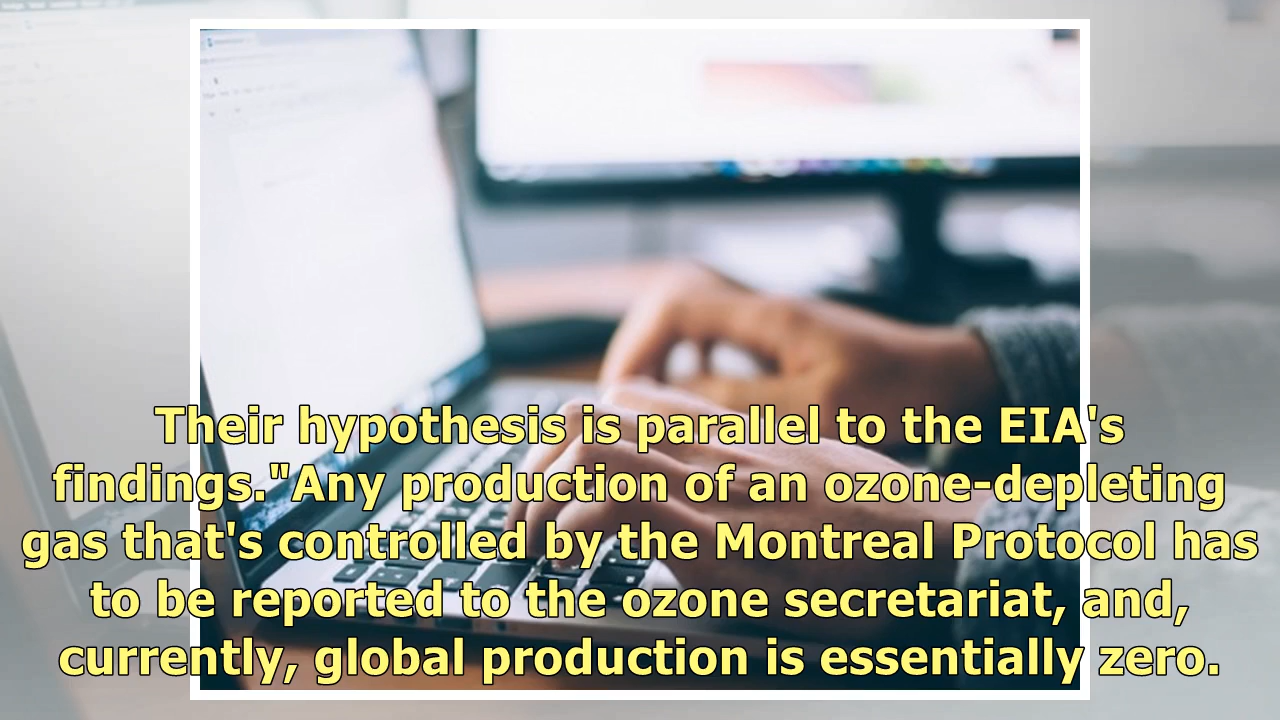 Their hypothesis is parallel to the EIA's
findings."Any production of an ozone-depleting
gas that's controlled by the Montreal Protocol has
to be reported to the ozone secretariat, and,
currently, global production is essentially zero.